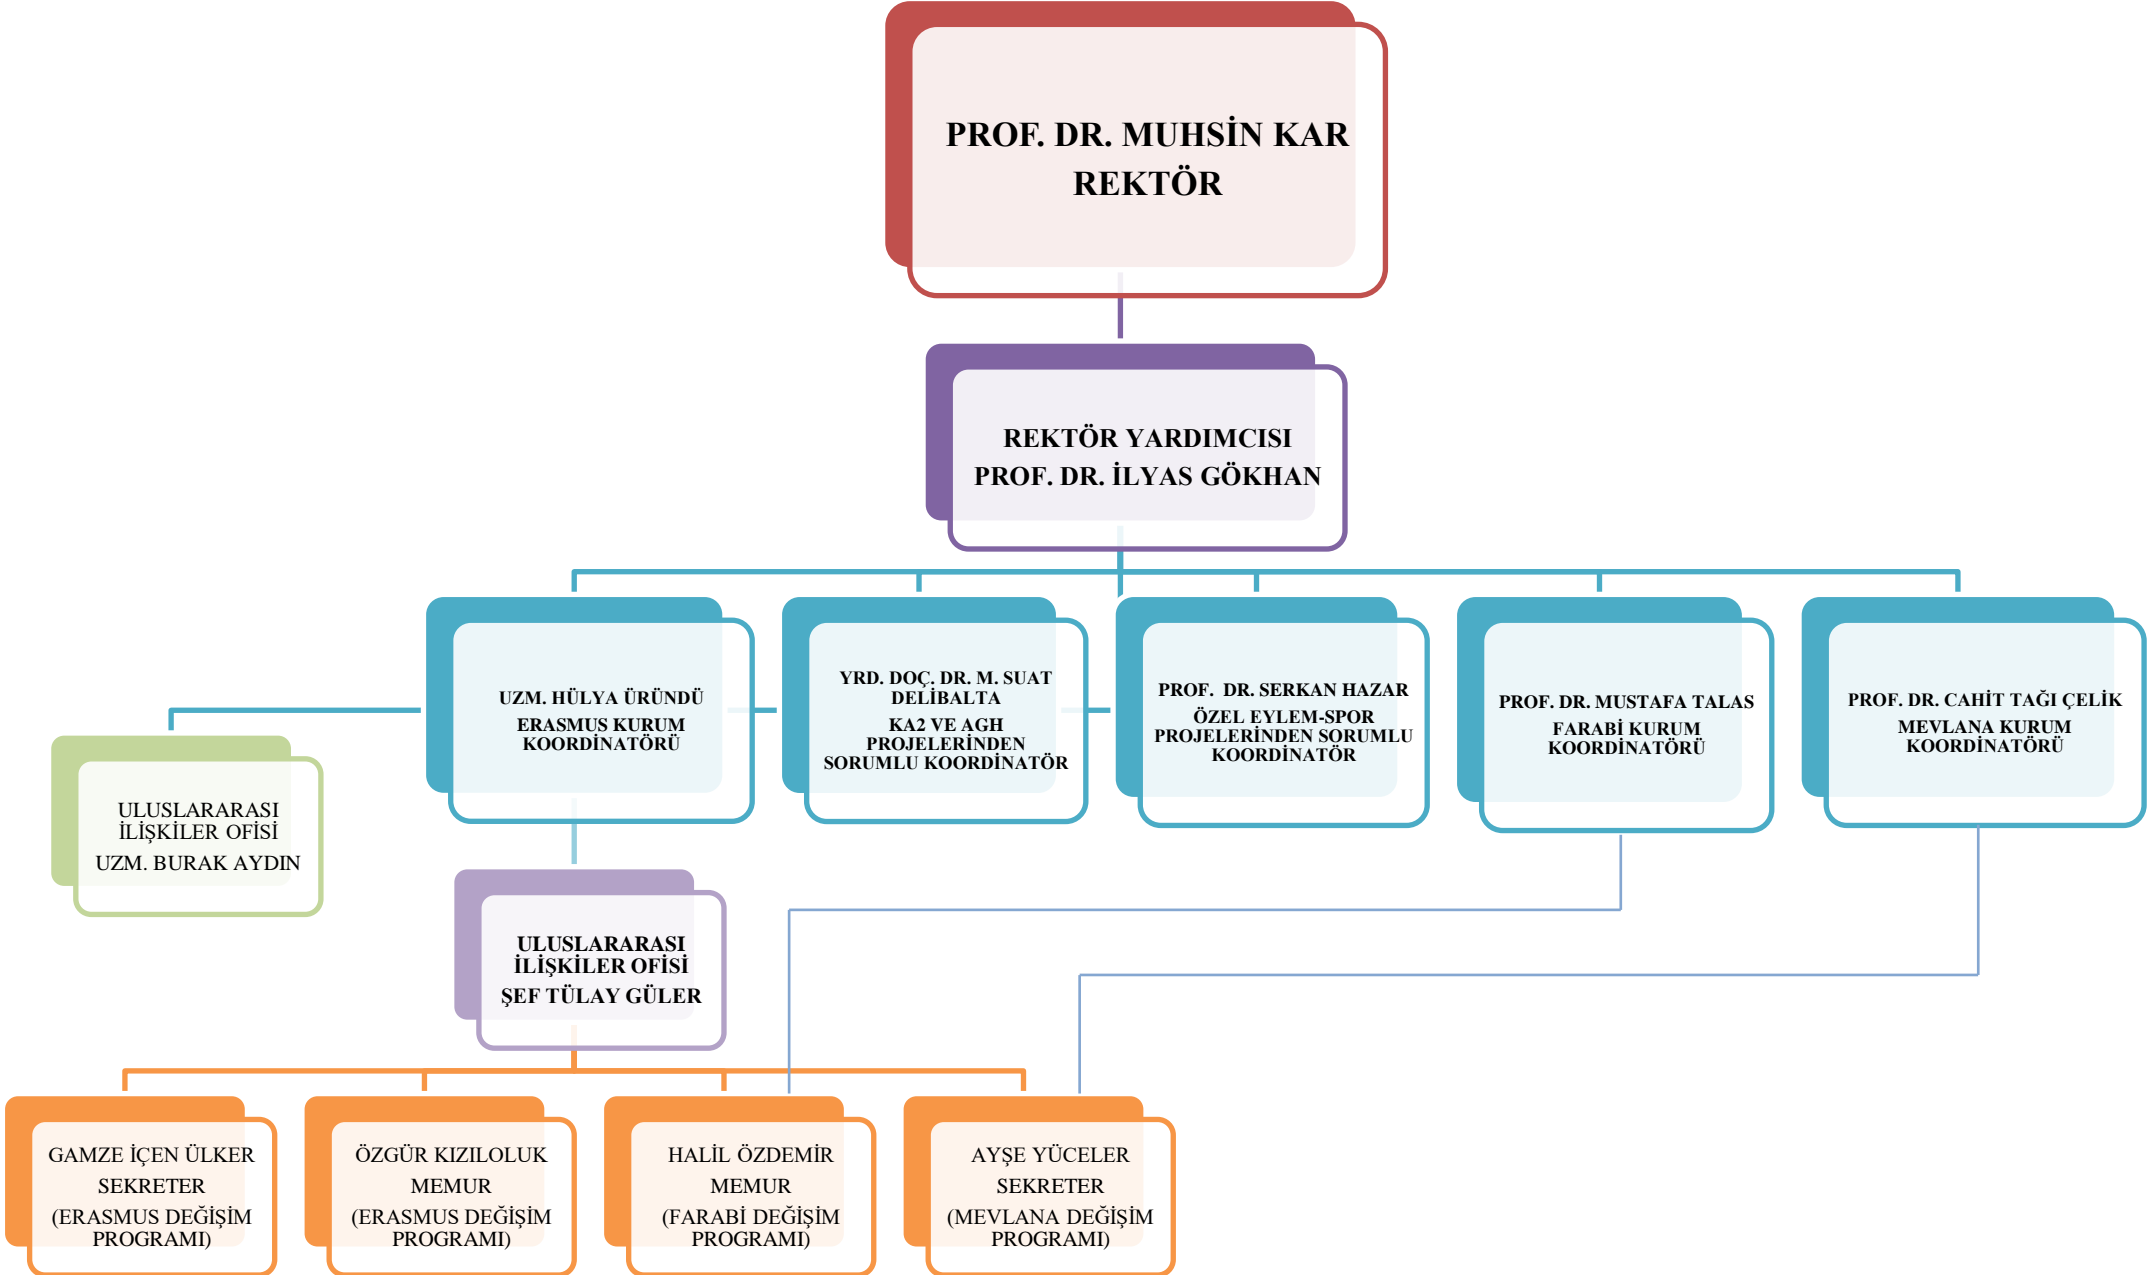 PROF. DR. MUHSİN KAR
REKTÖR
REKTÖR YARDIMCISI
PROF. DR. İLYAS GÖKHAN
UZM. HÜLYA ÜRÜNDÜ
ERASMUS KURUM
KOORDİNATÖRÜ
YRD. DOÇ. DR. M. SUAT
DELİBALTA
KA2 VE AGH
PROJELERİNDEN
SORUMLU KOORDİNATÖR
PROF. DR. SERKAN HAZAR
ÖZEL EYLEM-SPOR
PROJELERİNDEN SORUMLU
KOORDİNATÖR
PROF. DR. MUSTAFA TALAS
FARABİ KURUM
KOORDİNATÖRÜ
PROF. DR. CAHİT TAĞI ÇELİK
MEVLANA KURUM
KOORDİNATÖRÜ
ULUSLARARASI
İLİŞKİLER OFİSİ
UZM. BURAK AYDIN
ULUSLARARASI
İLİŞKİLER OFİSİ
ŞEF TÜLAY GÜLER
GAMZE İÇEN ÜLKER
SEKRETER
(ERASMUS DEĞİŞİM
PROGRAMI)
ÖZGÜR KIZILOLUK
MEMUR
(ERASMUS DEĞİŞİM
PROGRAMI)
HALİL ÖZDEMİR
MEMUR
(FARABİ DEĞİŞİM
PROGRAMI)
AYŞE YÜCELER
SEKRETER
(MEVLANA DEĞİŞİM
PROGRAMI)